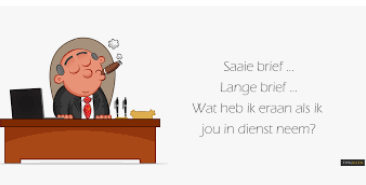 Saaie brief ...
Lange brief ...
Wat heb ik eraan als ik
jou in dienst neem?